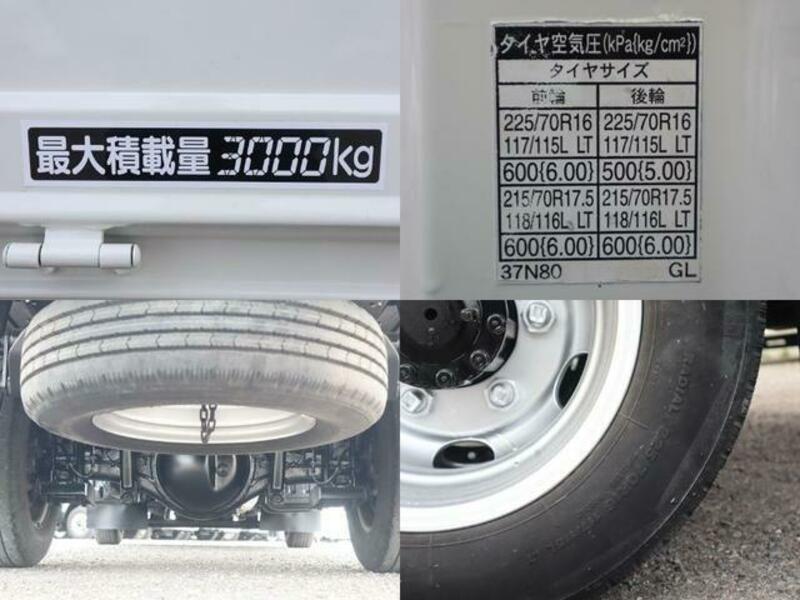 最大積載量 3000kg
タイヤ空気圧(kPa{kg/cm²})
タイヤサイズ
前輪 後輪
225/70R16 225/70R16
117/115L LT 117/115L LT
600{6.00} 500{5.00}
215/70R17.5 215/70R17.5
118/116L LT 118/116L LT
600{6.00} 600{6.00}
37N80 GL
RADIAL